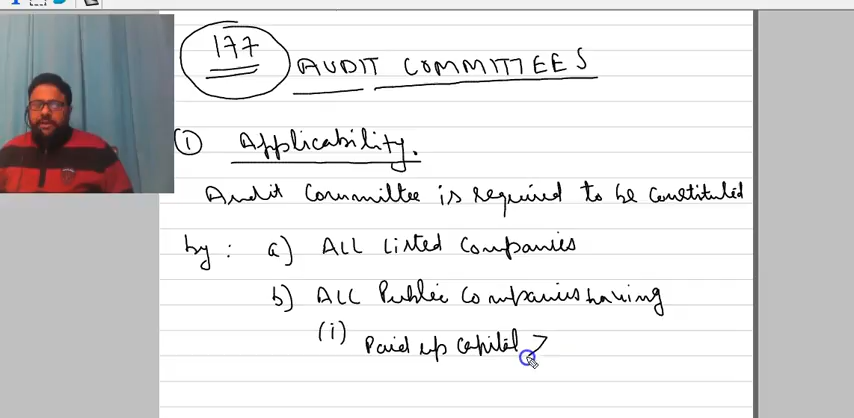 177 AUDIT COMMITTEES
① Applicability.
Audit Committee is required to be constituted
by : a) ALL Listed Companies
b) ALL Public Companies having
(i) Paid up capital >